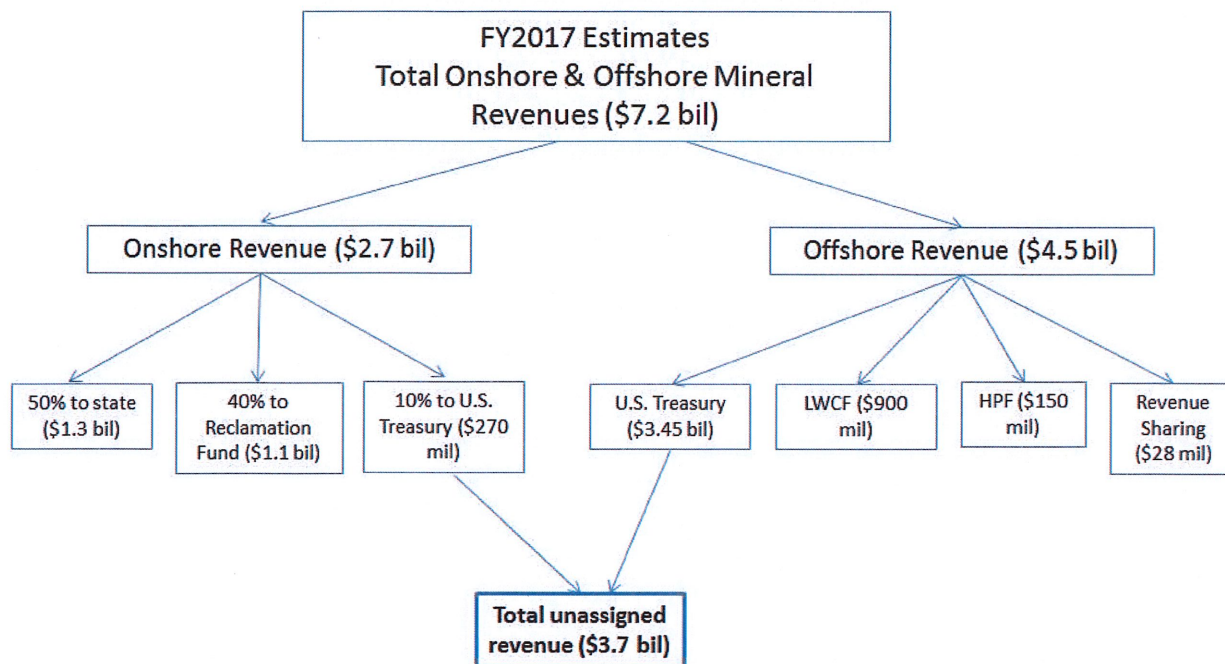 FY2017 Estimates
Total Onshore & Offshore Mineral
Revenues ($7.2 bil)
Onshore Revenue ($2.7 bil)
Offshore Revenue ($4.5 bil)
50% to state
($1.3 bil)
40% to
Reclamation
Fund ($1.1 bil)
10% to U.S.
Treasury ($270
mil)
U.S. Treasury
($3.45 bil)
LWCF ($900
mil)
HPF ($150
mil)
Revenue
Sharing
($28 mil)
Total unassigned
revenue ($3.7 bil)